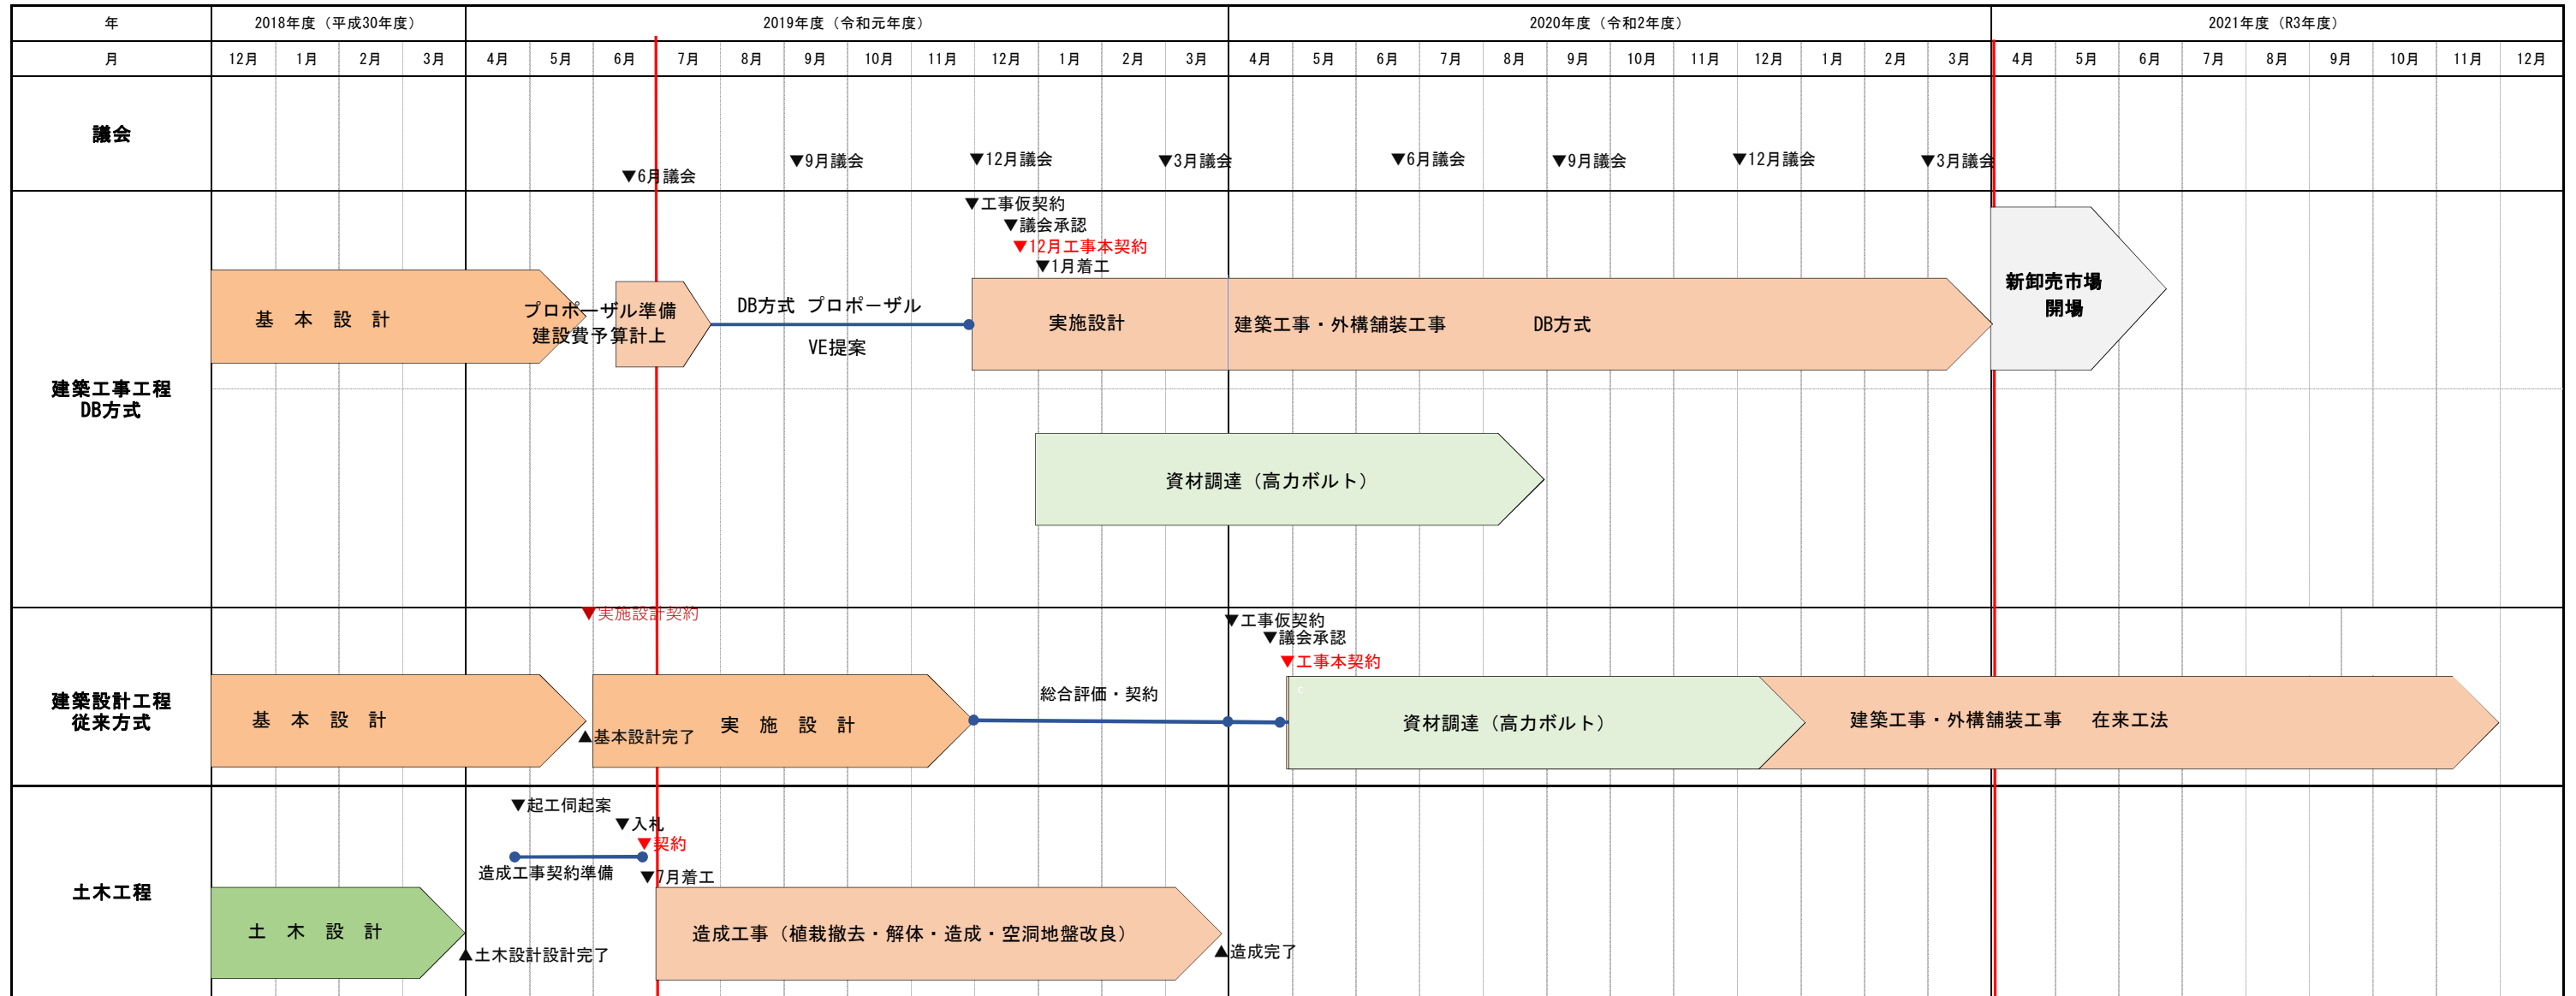 年
2018年度（平成30年度）
2019年度（令和元年度）
2020年度（令和2年度）
2021年度（R3年度）
月
12月 1月 2月 3月 4月 5月 6月 7月 8月 9月 10月 11月 12月 1月 2月 3月 4月 5月 6月 7月 8月 9月 10月 11月 12月 1月 2月 3月 4月 5月 6月 7月 8月 9月 10月 11月 12月
議会
▼6月議会
▼9月議会
▼12月議会
▼3月議会
▼6月議会
▼9月議会
▼12月議会
▼3月議会
建築工事工程
DB方式
▼工事仮契約
▼議会承認
▼12月工事本契約
▼1月着工
基 本 設 計
プロポーザル準備
建設費予算計上
DB方式 プロポーザル
VE提案
実施設計
建築工事・外構舗装工事 DB方式
新卸売市場
開場
資材調達（高力ボルト）
建築設計工程
従来方式
▼実施設計契約
▼工事仮契約
▼議会承認
▼工事本契約
基 本 設 計
▲基本設計完了
実 施 設 計
総合評価・契約
c
資材調達（高力ボルト）
建築工事・外構舗装工事 在来工法
土木工程
▼起工伺起案
▼入札
▼契約
造成工事契約準備
▼7月着工
土 木 設 計
▲土木設計設計完了
造成工事（植栽撤去・解体・造成・空洞地盤改良）
▲造成完了